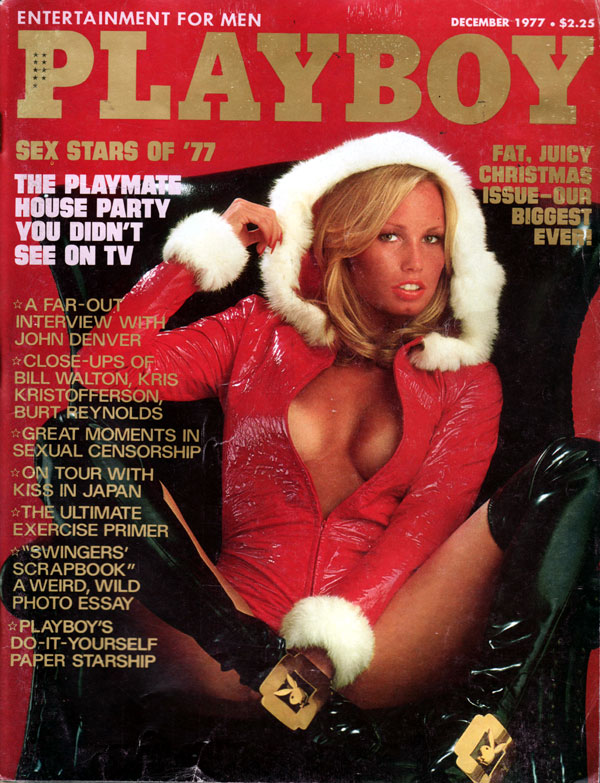 ENTERTAINMENT FOR MEN
DECEMBER 1977 • $2.25
PLAYBOY
SEX STARS OF '77
THE PLAYMATE
HOUSE PARTY
YOU DIDN'T
SEE ON TV
FAT, JUICY
CHRISTMAS
ISSUE–OUR
BIGGEST
EVER!
☆A FAR-OUT
INTERVIEW WITH
JOHN DENVER
☆CLOSE-UPS OF
BILL WALTON, KRIS
KRISTOFFERSON,
BURT REYNOLDS
☆GREAT MOMENTS IN
SEXUAL CENSORSHIP
☆ON TOUR WITH
KISS IN JAPAN
☆THE ULTIMATE
EXERCISE PRIMER
☆"SWINGERS'
SCRAPBOOK"
A WEIRD, WILD
PHOTO ESSAY
☆PLAYBOY'S
DO-IT-YOURSELF
PAPER STARSHIP